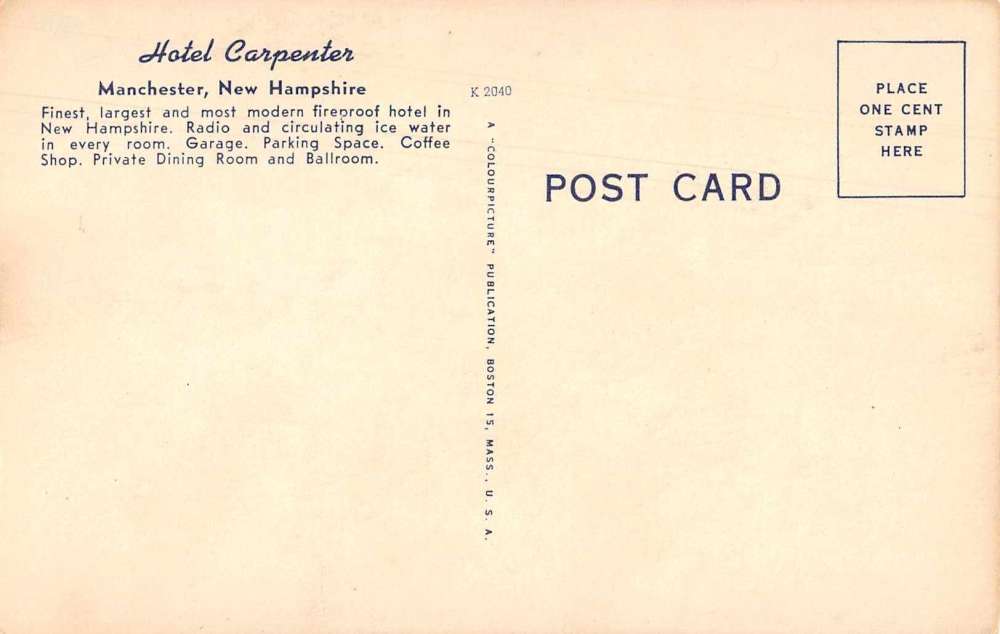 Hotel Carpenter
Manchester, New Hampshire
Finest, largest and most modern fireproof hotel in
New Hampshire. Radio and circulating ice water
in every room. Garage. Parking Space. Coffee
Shop. Private Dining Room and Ballroom.
K 2040
A "COLOURPICTURE" PUBLICATION, BOSTON 15, MASS., U. S. A.
POST CARD
PLACE
ONE CENT
STAMP
HERE